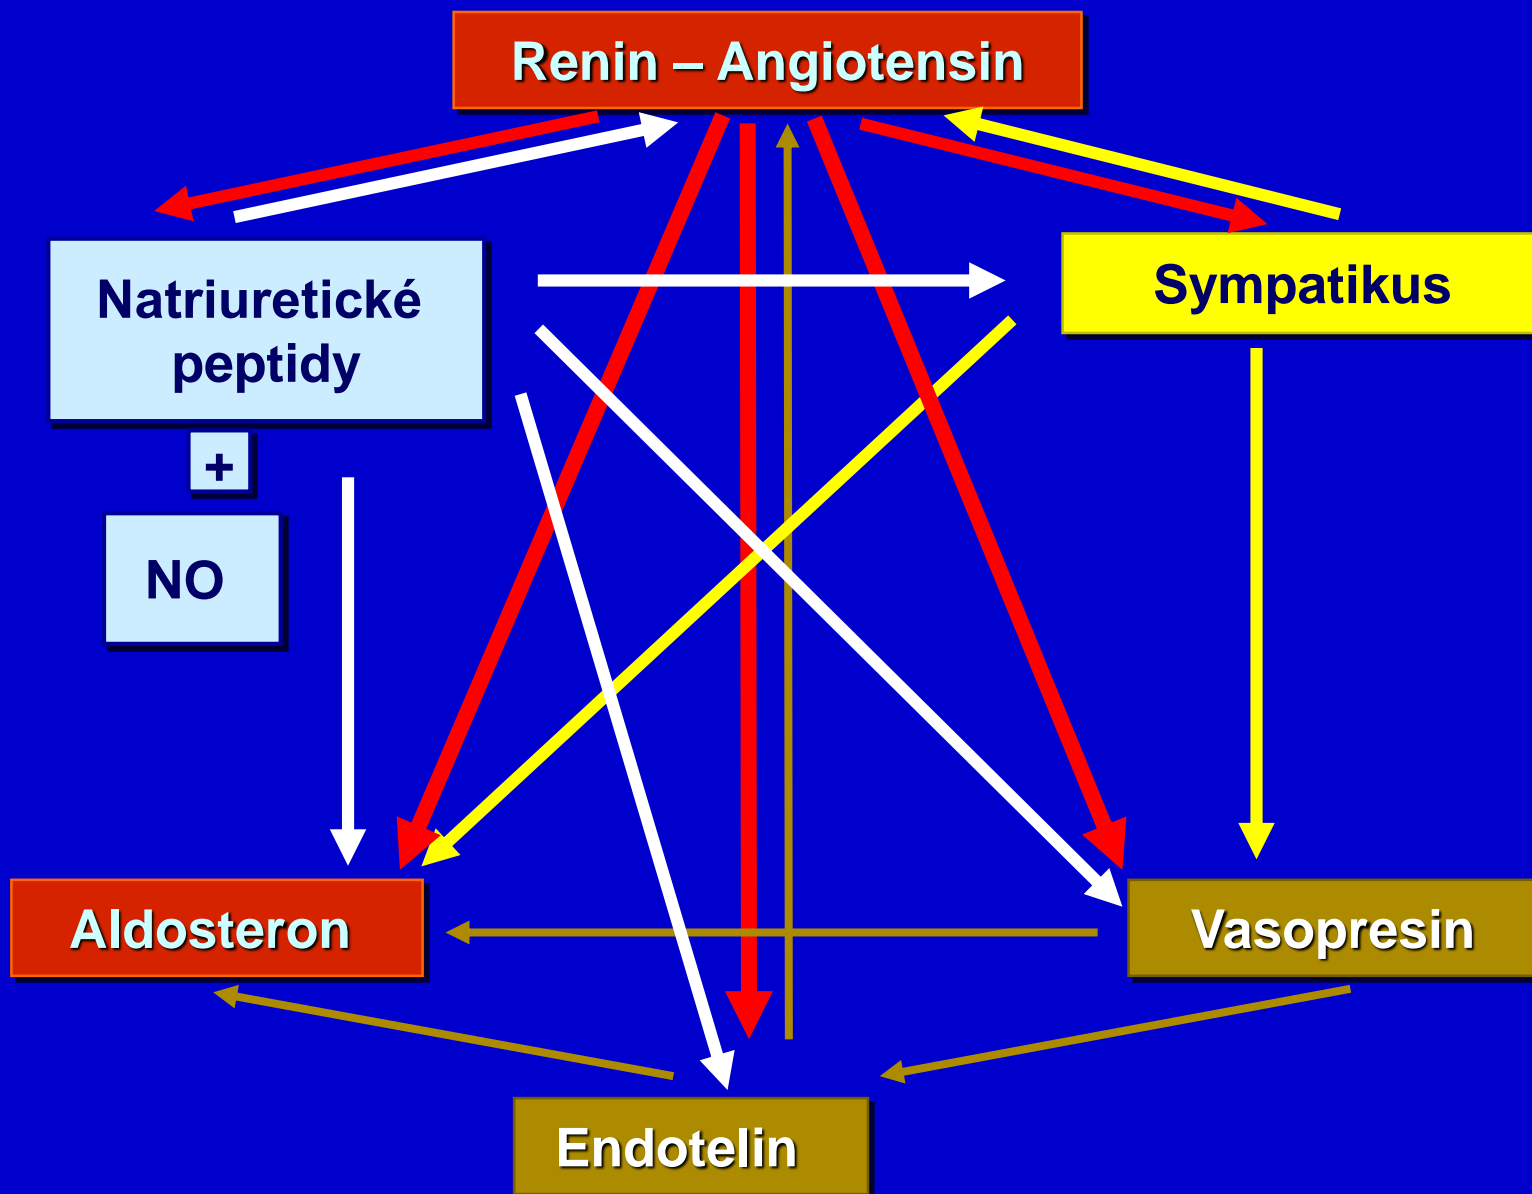 Renin – Angiotensin
Natriuretické
peptidy
Sympatikus
+
NO
Aldosteron
Vasopresin
Endotelin